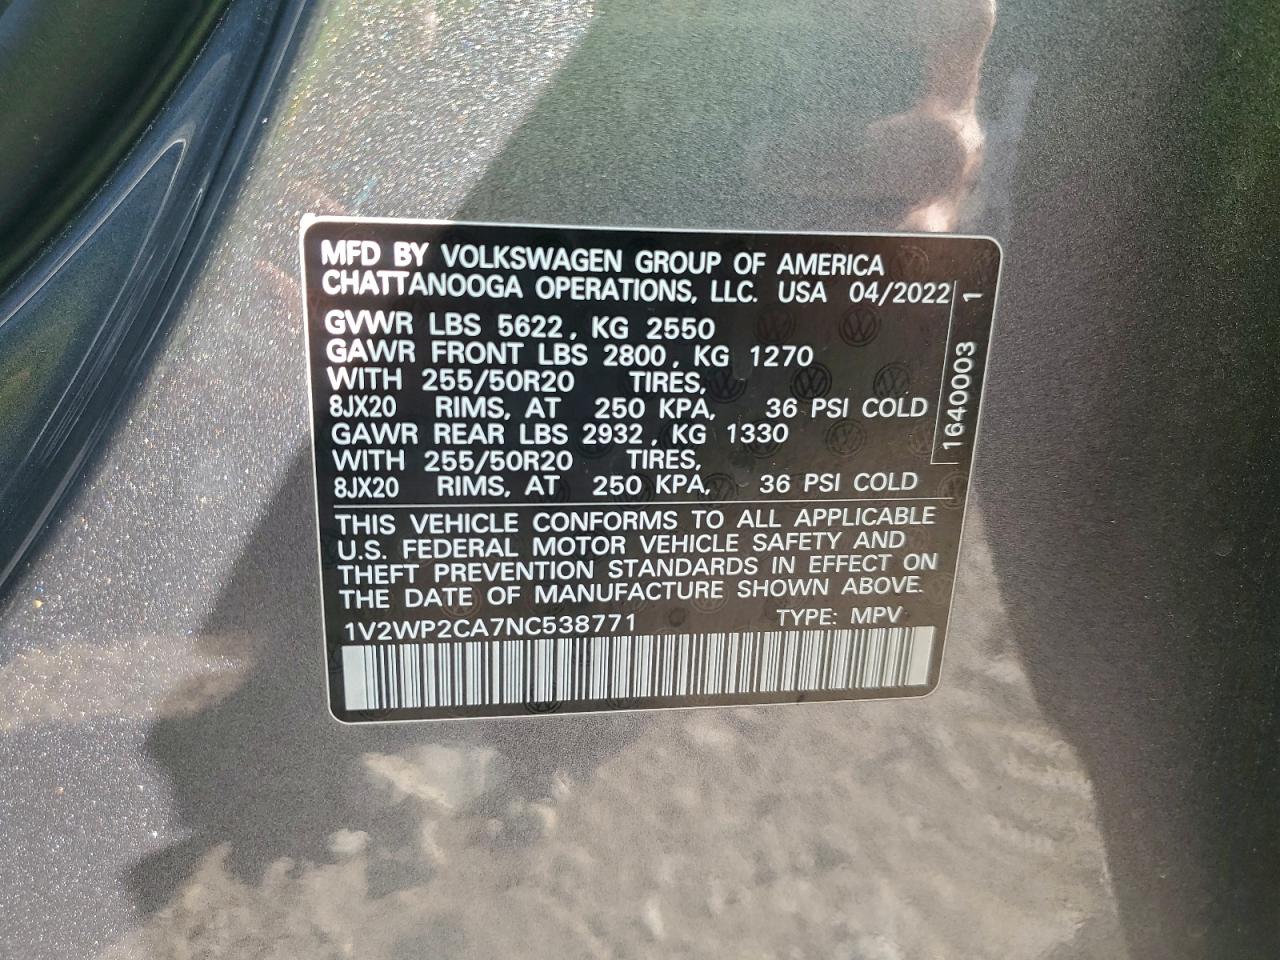 MFD BY VOLKSWAGEN GROUP OF AMERICA
CHATTANOOGA OPERATIONS, LLC. USA 04/2022
GVWR LBS 5622, KG 2550
GAWR FRONT LBS 2800, KG 1270
WITH 255/50R20 TIRES,
8JX20 RIMS, AT 250 KPA, 36 PSI COLD
GAWR REAR LBS 2932, KG 1330
WITH 255/50R20 TIRES,
8JX20 RIMS, AT 250 KPA, 36 PSI COLD
1640003 1
THIS VEHICLE CONFORMS TO ALL APPLICABLE
U.S. FEDERAL MOTOR VEHICLE SAFETY AND
THEFT PREVENTION STANDARDS IN EFFECT ON
THE DATE OF MANUFACTURE SHOWN ABOVE.
1V2WP2CA7NC538771 TYPE: MPV